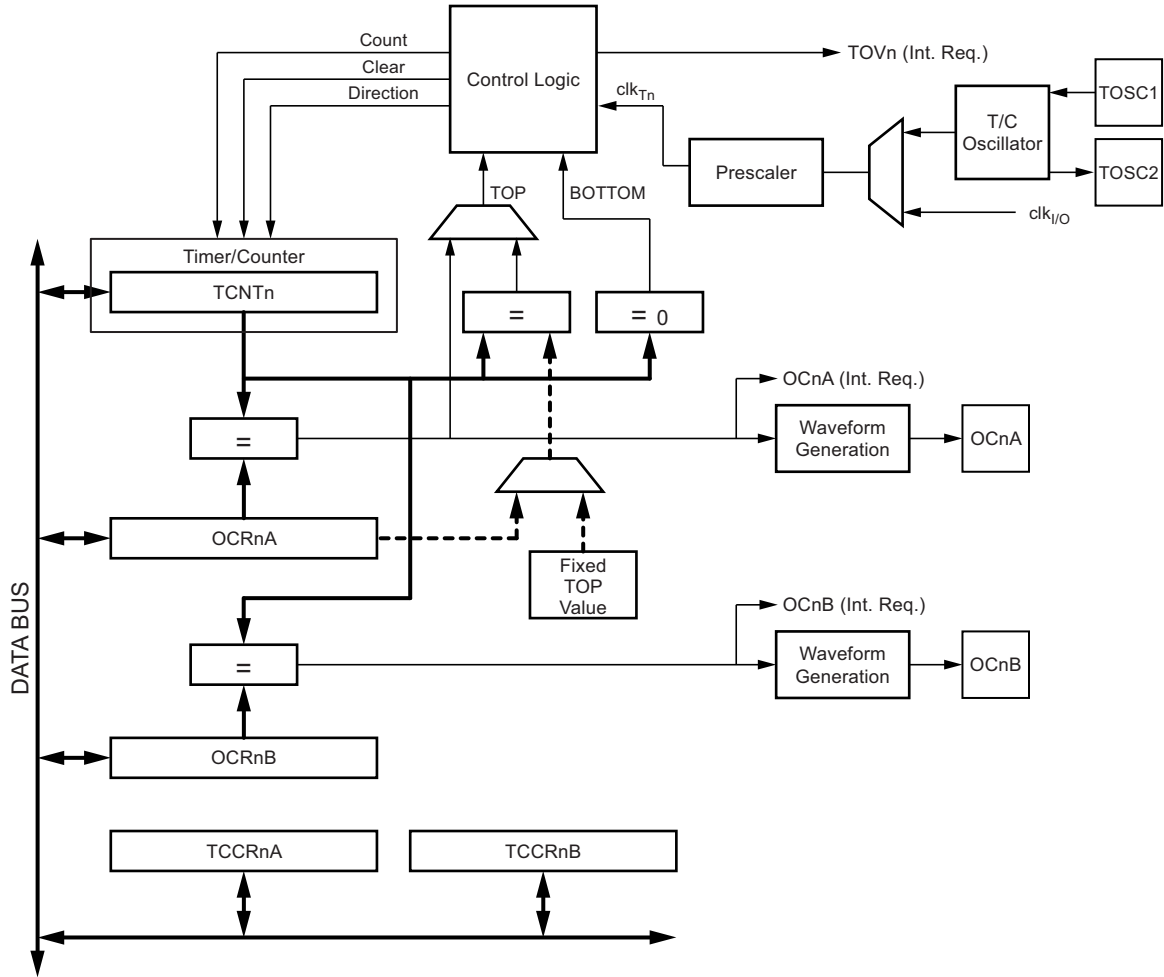 Count
Clear
Direction
Control Logic
TOVn (Int. Req.)
clkTn
TOSC1
T/C
Oscillator
TOSC2
Prescaler
clkI/O
TOP
BOTTOM
Timer/Counter
TCNTn
=
= 0
OCnA (Int. Req.)
=
Waveform
Generation
OCnA
OCRnA
Fixed
TOP
Value
DATA BUS
OCnB (Int. Req.)
=
Waveform
Generation
OCnB
OCRnB
TCCRnA
TCCRnB